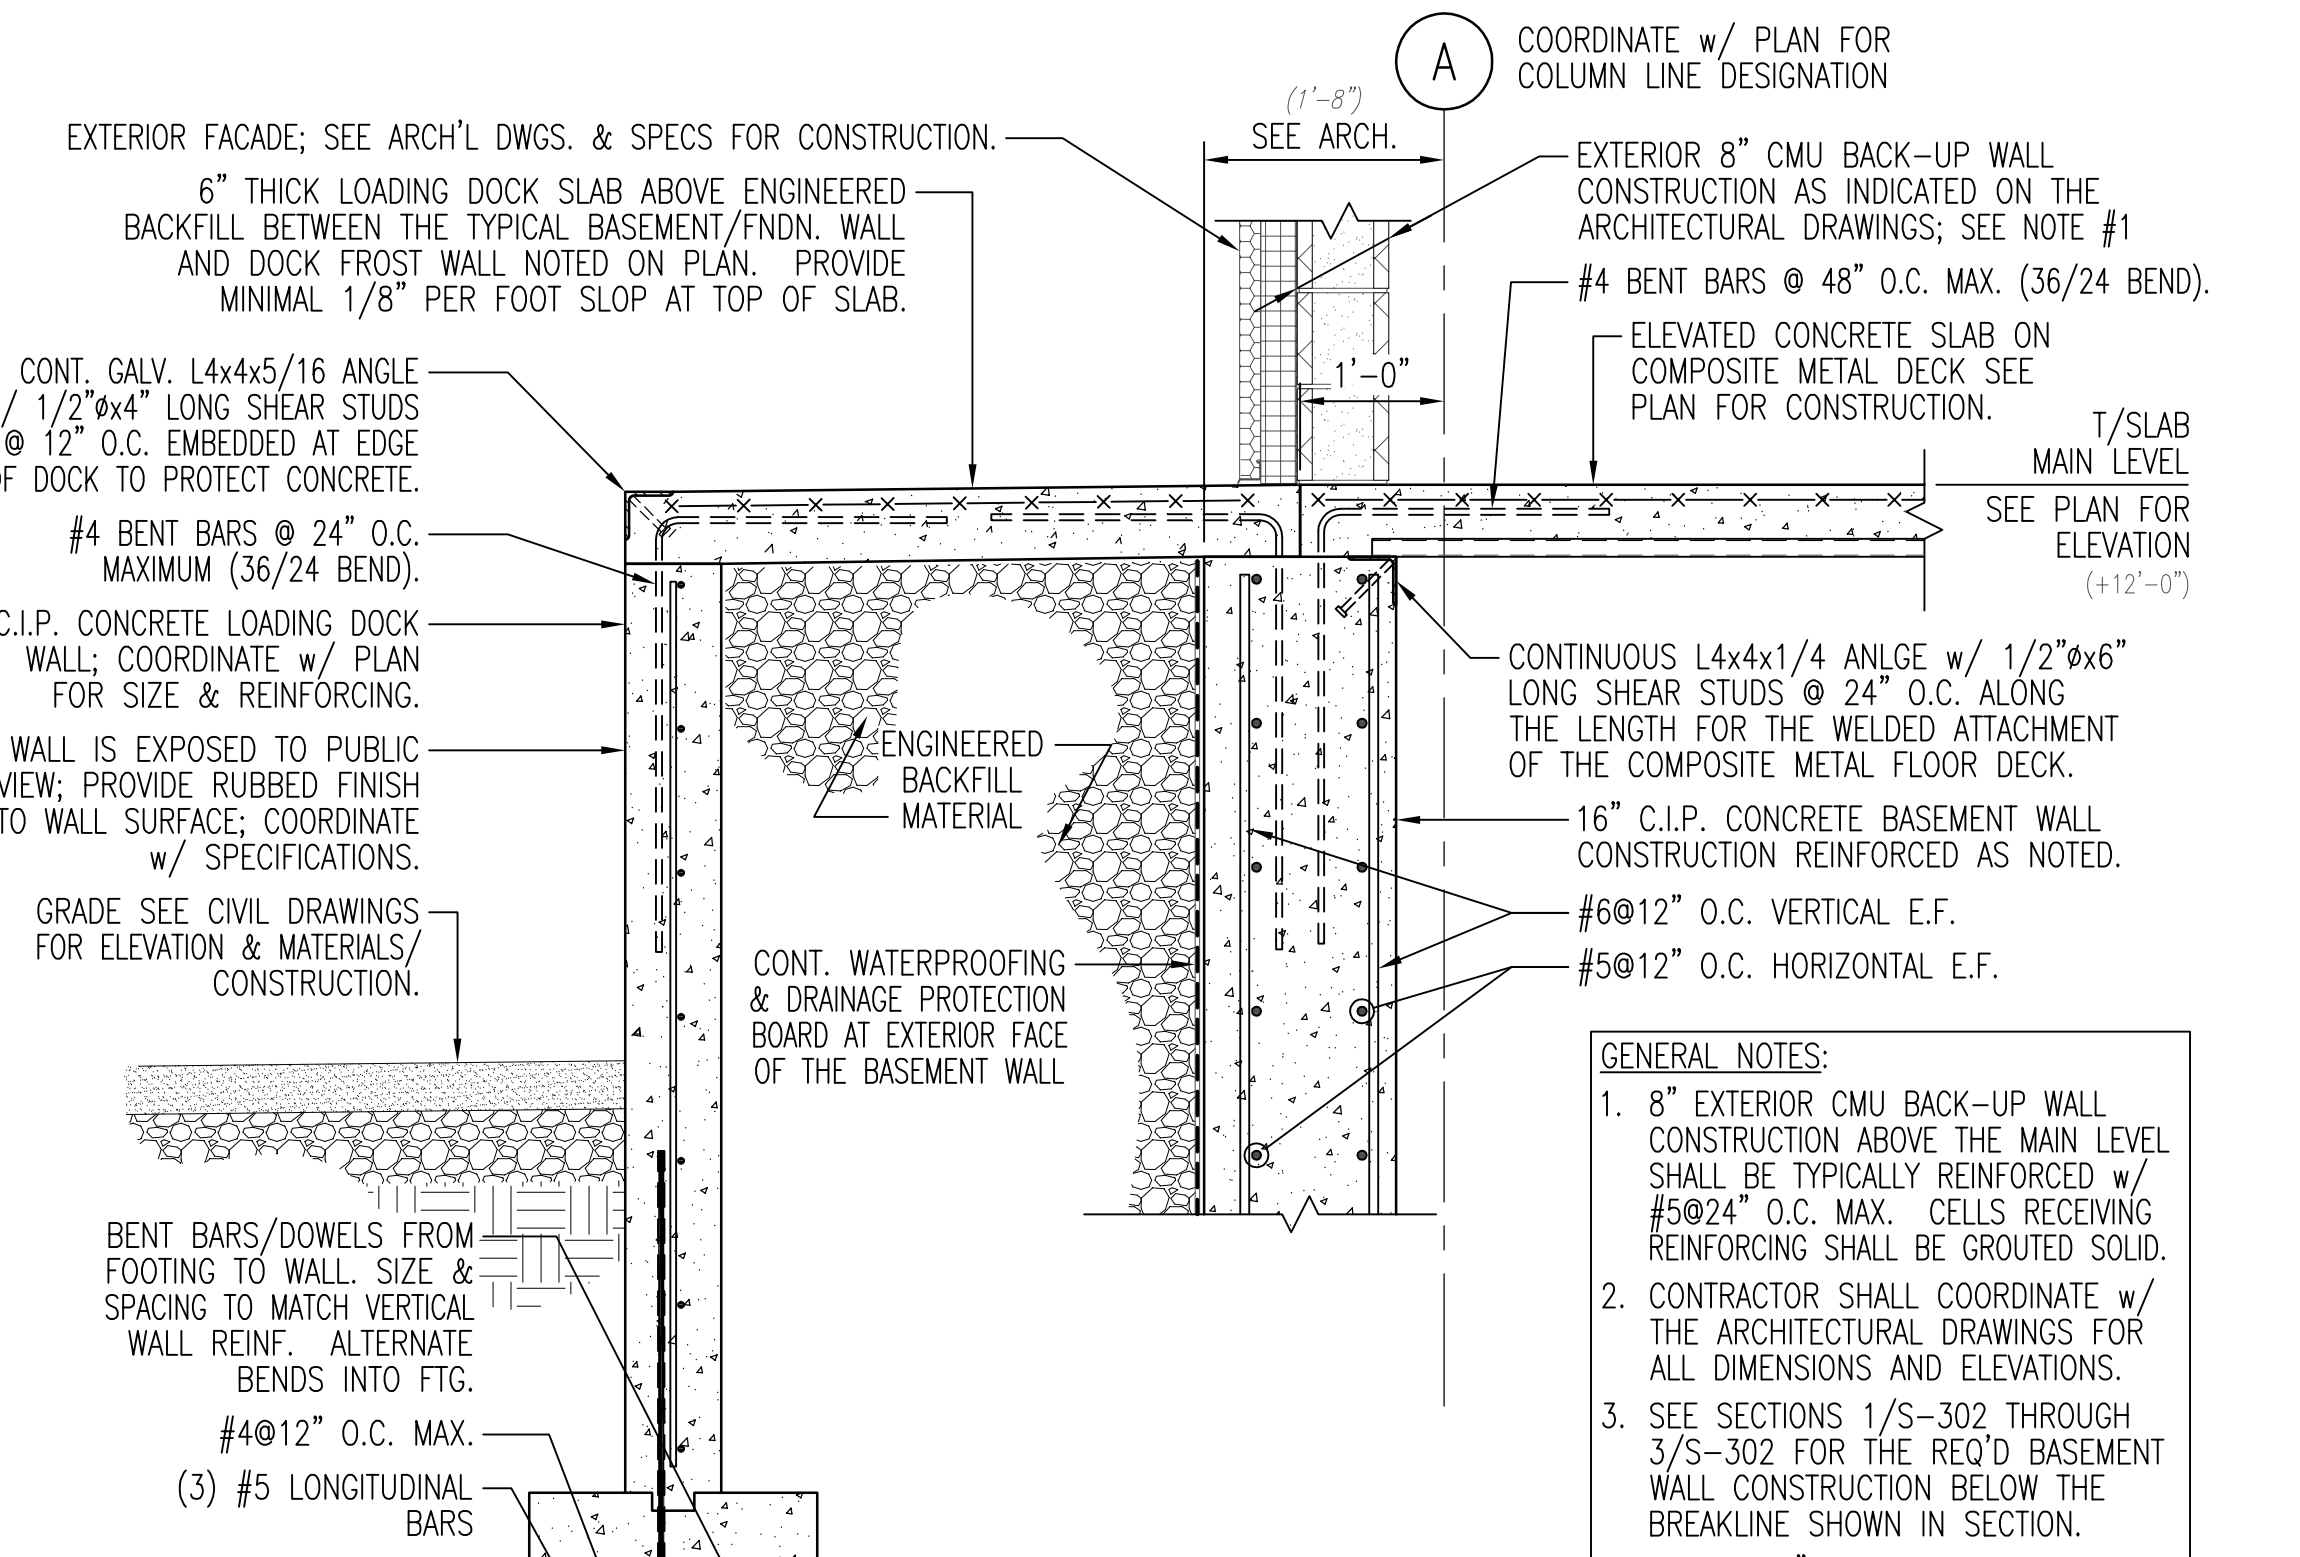 A
COORDINATE w/ PLAN FOR
COLUMN LINE DESIGNATION
(1'-8")
SEE ARCH.
EXTERIOR FACADE; SEE ARCH'L DWGS. & SPECS FOR CONSTRUCTION.
6" THICK LOADING DOCK SLAB ABOVE ENGINEERED
BACKFILL BETWEEN THE TYPICAL BASEMENT/FNDN. WALL
AND DOCK FROST WALL NOTED ON PLAN. PROVIDE
MINIMAL 1/8" PER FOOT SLOP AT TOP OF SLAB.
CONT. GALV. L4x4x5/16 ANGLE
/ 1/2"øx4" LONG SHEAR STUDS
@ 12" O.C. EMBEDDED AT EDGE
OF DOCK TO PROTECT CONCRETE.
#4 BENT BARS @ 24" O.C.
MAXIMUM (36/24 BEND).
C.I.P. CONCRETE LOADING DOCK
WALL; COORDINATE w/ PLAN
FOR SIZE & REINFORCING.
WALL IS EXPOSED TO PUBLIC
VIEW; PROVIDE RUBBED FINISH
TO WALL SURFACE; COORDINATE
w/ SPECIFICATIONS.
GRADE SEE CIVIL DRAWINGS
FOR ELEVATION & MATERIALS/
CONSTRUCTION.
BENT BARS/DOWELS FROM
FOOTING TO WALL. SIZE &
SPACING TO MATCH VERTICAL
WALL REINF. ALTERNATE
BENDS INTO FTG.
#4@12" O.C. MAX.
(3) #5 LONGITUDINAL
BARS
ENGINEERED
BACKFILL
MATERIAL
CONT. WATERPROOFING
& DRAINAGE PROTECTION
BOARD AT EXTERIOR FACE
OF THE BASEMENT WALL
1'-0"
EXTERIOR 8" CMU BACK-UP WALL
CONSTRUCTION AS INDICATED ON THE
ARCHITECTURAL DRAWINGS; SEE NOTE #1
#4 BENT BARS @ 48" O.C. MAX. (36/24 BEND).
ELEVATED CONCRETE SLAB ON
COMPOSITE METAL DECK SEE
PLAN FOR CONSTRUCTION.
T/SLAB
MAIN LEVEL
SEE PLAN FOR
ELEVATION
(+12'-0")
CONTINUOUS L4x4x1/4 ANLGE w/ 1/2"øx6"
LONG SHEAR STUDS @ 24" O.C. ALONG
THE LENGTH FOR THE WELDED ATTACHMENT
OF THE COMPOSITE METAL FLOOR DECK.
16" C.I.P. CONCRETE BASEMENT WALL
CONSTRUCTION REINFORCED AS NOTED.
#6@12" O.C. VERTICAL E.F.
#5@12" O.C. HORIZONTAL E.F.
GENERAL NOTES:
1. 8" EXTERIOR CMU BACK-UP WALL
CONSTRUCTION ABOVE THE MAIN LEVEL
SHALL BE TYPICALLY REINFORCED w/
#5@24" O.C. MAX. CELLS RECEIVING
REINFORCING SHALL BE GROUTED SOLID.
2. CONTRACTOR SHALL COORDINATE w/
THE ARCHITECTURAL DRAWINGS FOR
ALL DIMENSIONS AND ELEVATIONS.
3. SEE SECTIONS 1/S-302 THROUGH
3/S-302 FOR THE REQ'D BASEMENT
WALL CONSTRUCTION BELOW THE
BREAKLINE SHOWN IN SECTION.